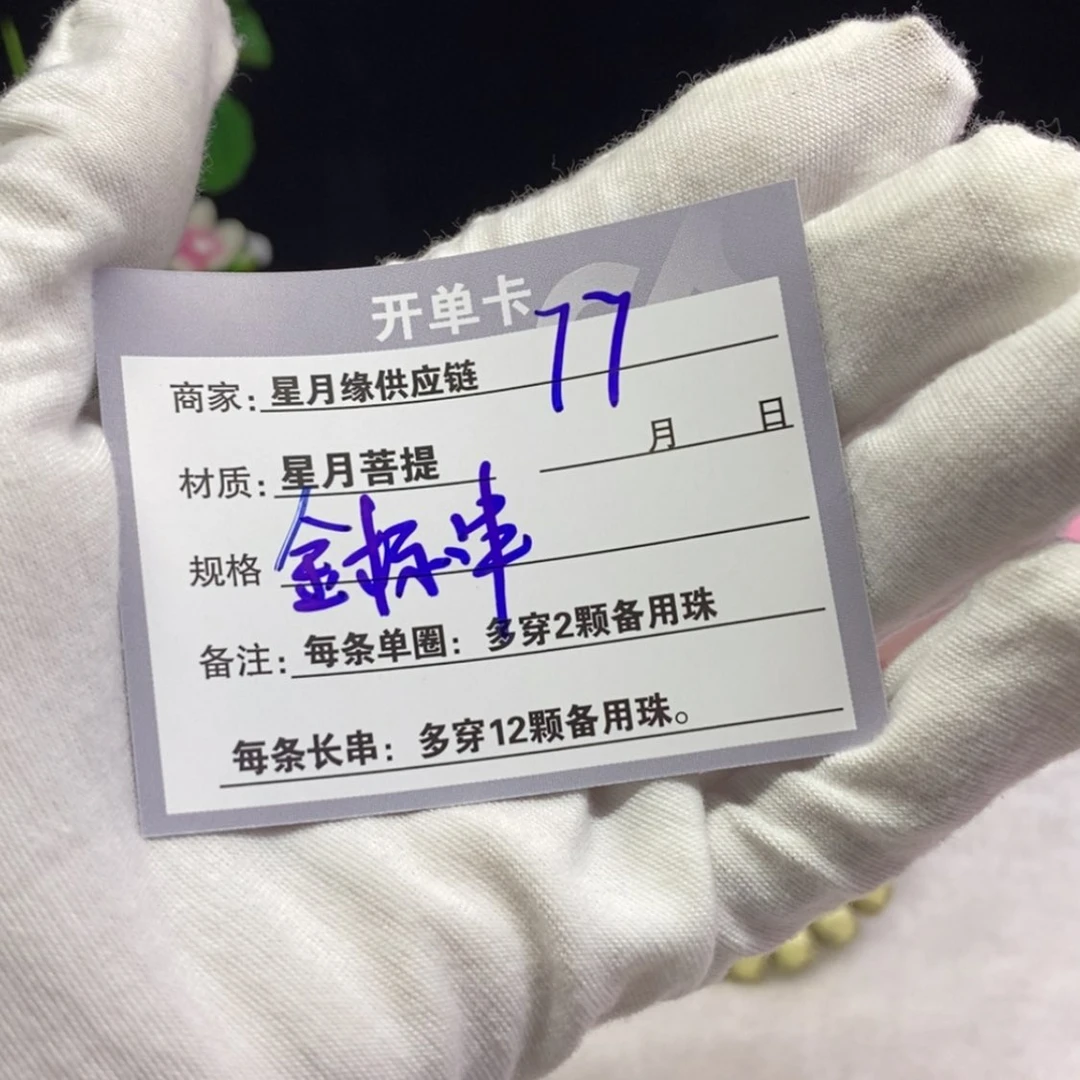 开单卡
商家: 星月缘供应链 77
材质: 星月菩提 月 日
规格 金标串
备注: 每条单圈: 多穿2颗备用珠
每条长串: 多穿12颗备用珠。